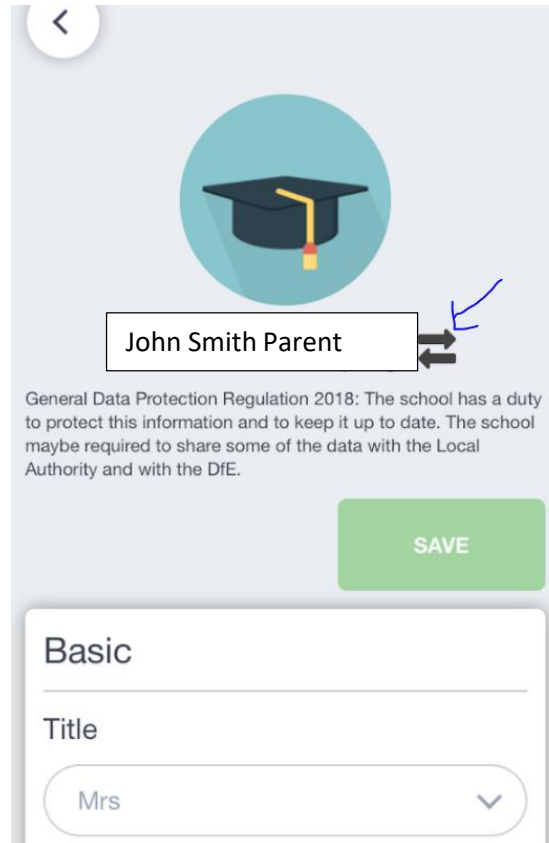 John Smith Parent
General Data Protection Regulation 2018: The school has a duty
to protect this information and to keep it up to date. The school
maybe required to share some of the data with the Local
Authority and with the DfE.
SAVE
Basic
Title
Mrs